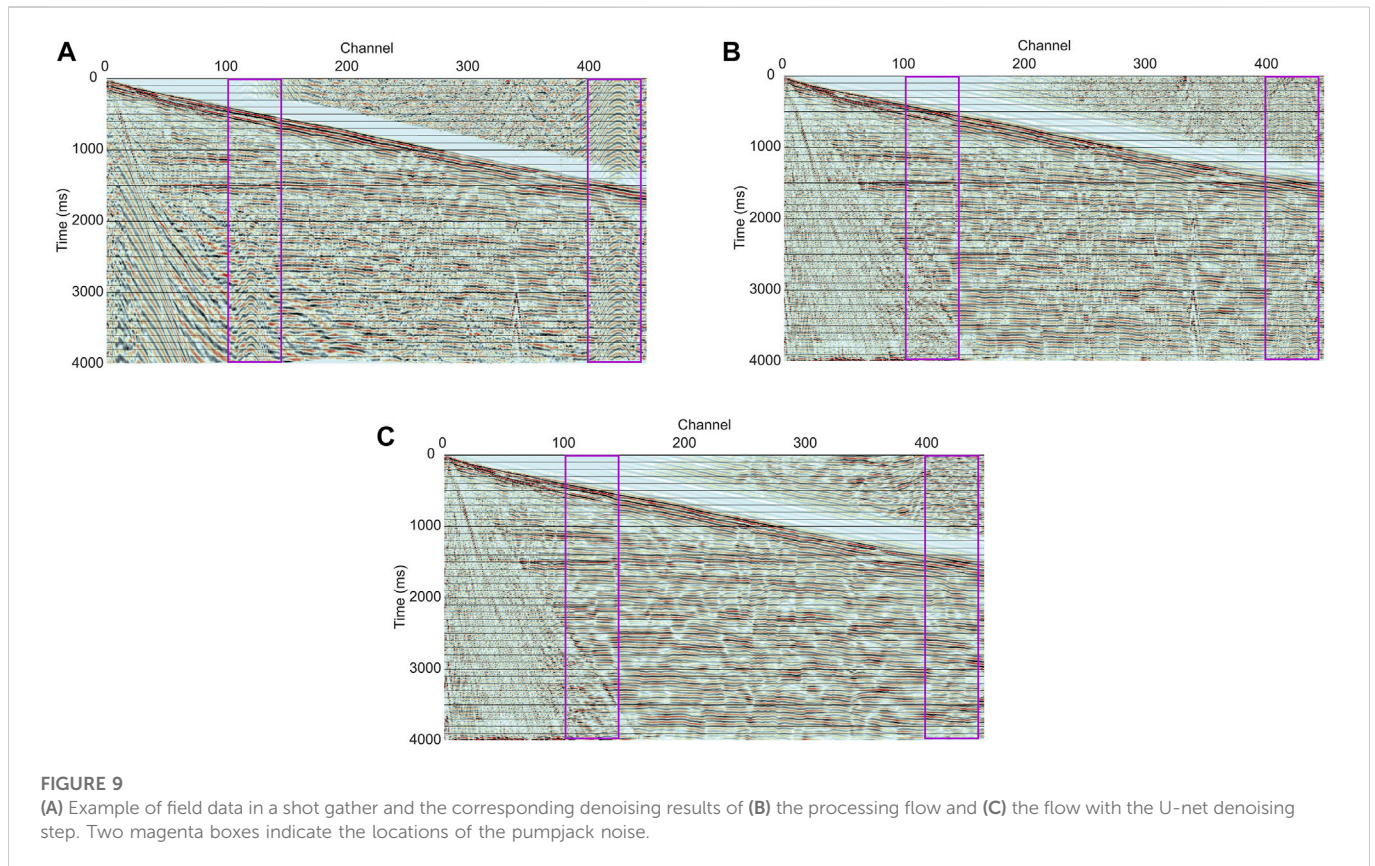 A
Channel
0 100 200 300 400
0
1000
2000
3000
4000
Time (ms)
B
Channel
0 100 200 300 400
0
1000
2000
3000
4000
Time (ms)
C
Channel
0 100 200 300 400
0
1000
2000
3000
4000
Time (ms)
FIGURE 9
(A) Example of field data in a shot gather and the corresponding denoising results of (B) the processing flow and (C) the flow with the U-net denoising
step. Two magenta boxes indicate the locations of the pumpjack noise.